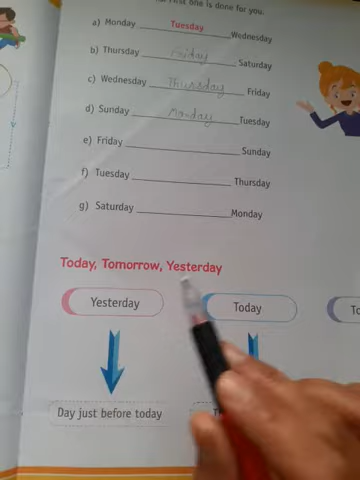 First one is done for you.
a) Monday Tuesday Wednesday
b) Thursday Friday Saturday
c) Wednesday Thursday Friday
d) Sunday Monday Tuesday
e) Friday Sunday
f) Tuesday Thursday
g) Saturday Monday
Today, Tomorrow, Yesterday
Yesterday Today
Day just before today